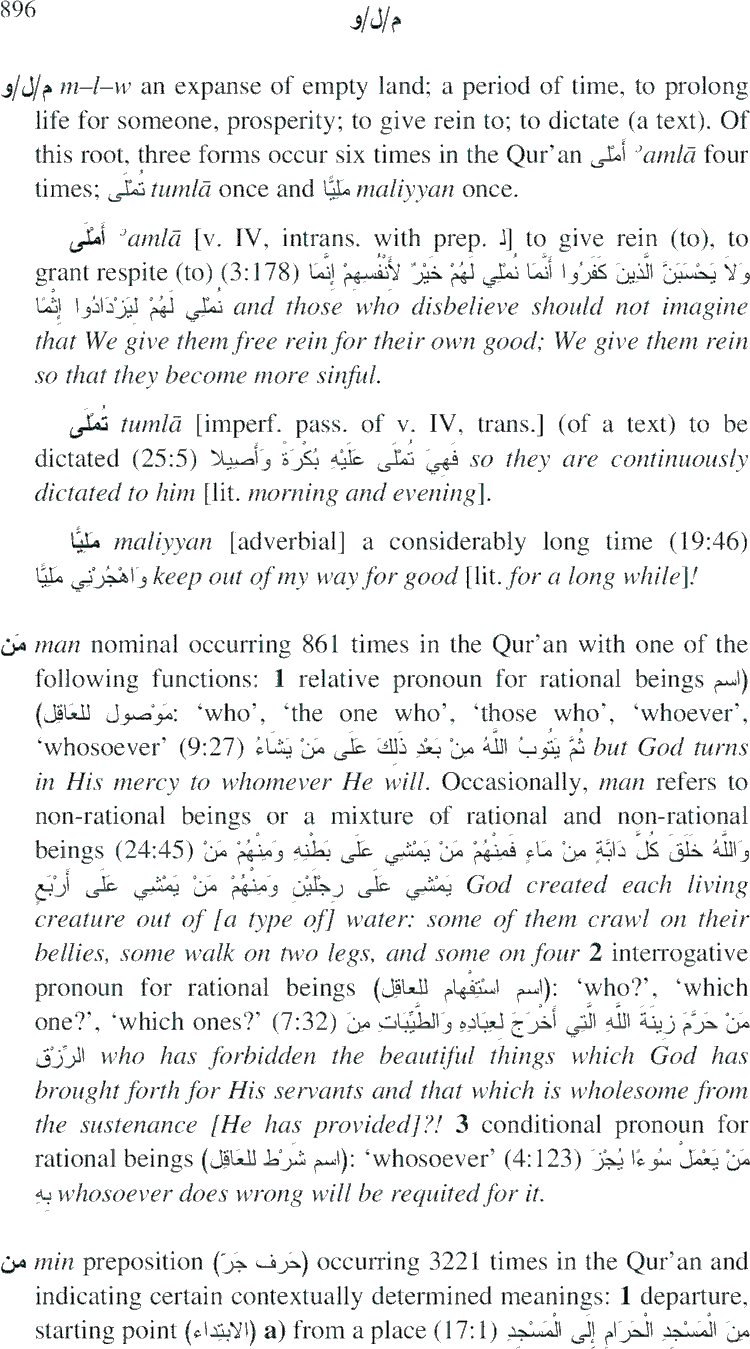 896
م/ل/و
م/ل/و m–l–w an expanse of empty land; a period of time, to prolong
life for someone, prosperity; to give rein to; to dictate (a text). Of
this root, three forms occur six times in the Qur'an أَمْلَى ʾamlā four
times; تُمْلَى tumlā once and مَلِيًّا maliyyan once.
أَمْلَى ʾamlā [v. IV, intrans. with prep. لـ] to give rein (to), to
grant respite (to) (3:178) وَلاَ يَحْسَبَنَّ الَّذِينَ كَفَرُوا أَنَّمَا نُمْلِي لَهُمْ خَيْرٌ لأَنْفُسِهِمْ إِنَّمَا
نُمْلِي لَهُمْ لِيَزْدَادُوا إِثْمًا and those who disbelieve should not imagine
that We give them free rein for their own good; We give them rein
so that they become more sinful.
تُمْلَى tumlā [imperf. pass. of v. IV, trans.] (of a text) to be
dictated (25:5) فَهِيَ تُمْلَى عَلَيْهِ بُكْرَةً وَأَصِيلا so they are continuously
dictated to him [lit. morning and evening].
مَلِيًّا maliyyan [adverbial] a considerably long time (19:46)
وَاهْجُرْنِي مَلِيًّا keep out of my way for good [lit. for a long while]!
مَن man nominal occurring 861 times in the Qur'an with one of the
following functions: 1 relative pronoun for rational beings (اسم
مَوْصول للعَاقِل): 'who', 'the one who', 'those who', 'whoever',
'whosoever' (9:27) ثُمَّ يَتُوبُ اللَّهُ مِنْ بَعْدِ ذَلِكَ عَلَى مَنْ يَشَاءُ but God turns
in His mercy to whomever He will. Occasionally, man refers to
non-rational beings or a mixture of rational and non-rational
beings (24:45) وَاللَّهُ خَلَقَ كُلَّ دَابَّةٍ مِنْ مَاءٍ فَمِنْهُمْ مَنْ يَمْشِي عَلَى بَطْنِهِ وَمِنْهُمْ مَنْ
يَمْشِي عَلَى رِجْلَيْنِ وَمِنْهُمْ مَنْ يَمْشِي عَلَى أَرْبَعٍ God created each living
creature out of [a type of] water: some of them crawl on their
bellies, some walk on two legs, and some on four 2 interrogative
pronoun for rational beings (اسم اسْتِفْهام للعاقِل): 'who?', 'which
one?', 'which ones?' (7:32) مَنْ حَرَّمَ زِينَةَ اللَّهِ الَّتِي أَخْرَجَ لِعِبَادِهِ وَالطَّيِّبَاتِ مِنَ
الرِّزْقِ who has forbidden the beautiful things which God has
brought forth for His servants and that which is wholesome from
the sustenance [He has provided]?! 3 conditional pronoun for
rational beings (اسم شَرْط للعَاقِل): 'whosoever' (4:123) مَنْ يَعْمَلْ سُوءًا يُجْزَ
بِهِ whosoever does wrong will be requited for it.
مِن min preposition (حَرف جَرّ) occurring 3221 times in the Qur'an and
indicating certain contextually determined meanings: 1 departure,
starting point (الابتِداء) a) from a place (17:1) مِنَ الْمَسْجِدِ الْحَرَامِ إِلَى الْمَسْجِدِ